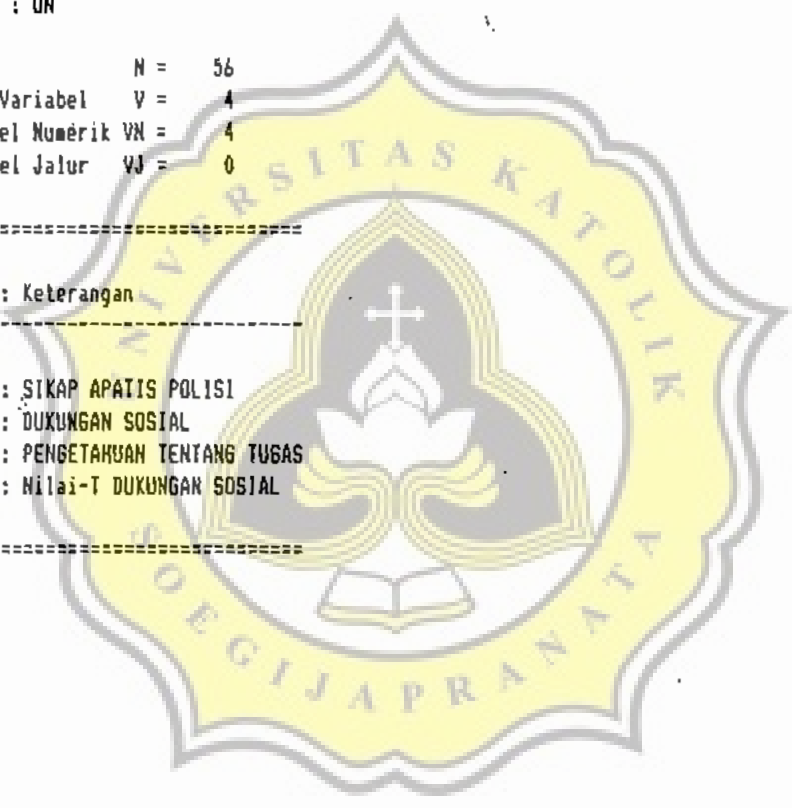 : UN
N = 56
Variabel V = 4
el Numerik VN = 4
el Jalur VJ = 0
==============================
: Keterangan
------------------------------
: SIKAP APATIS POLISI
: DUKUNGAN SOSIAL
: PENGETAHUAN TENTANG TUGAS
: Nilai-T DUKUNGAN SOSIAL
==============================
UNIVERSITAS KATOLIK
SOEGIJAPRANATA